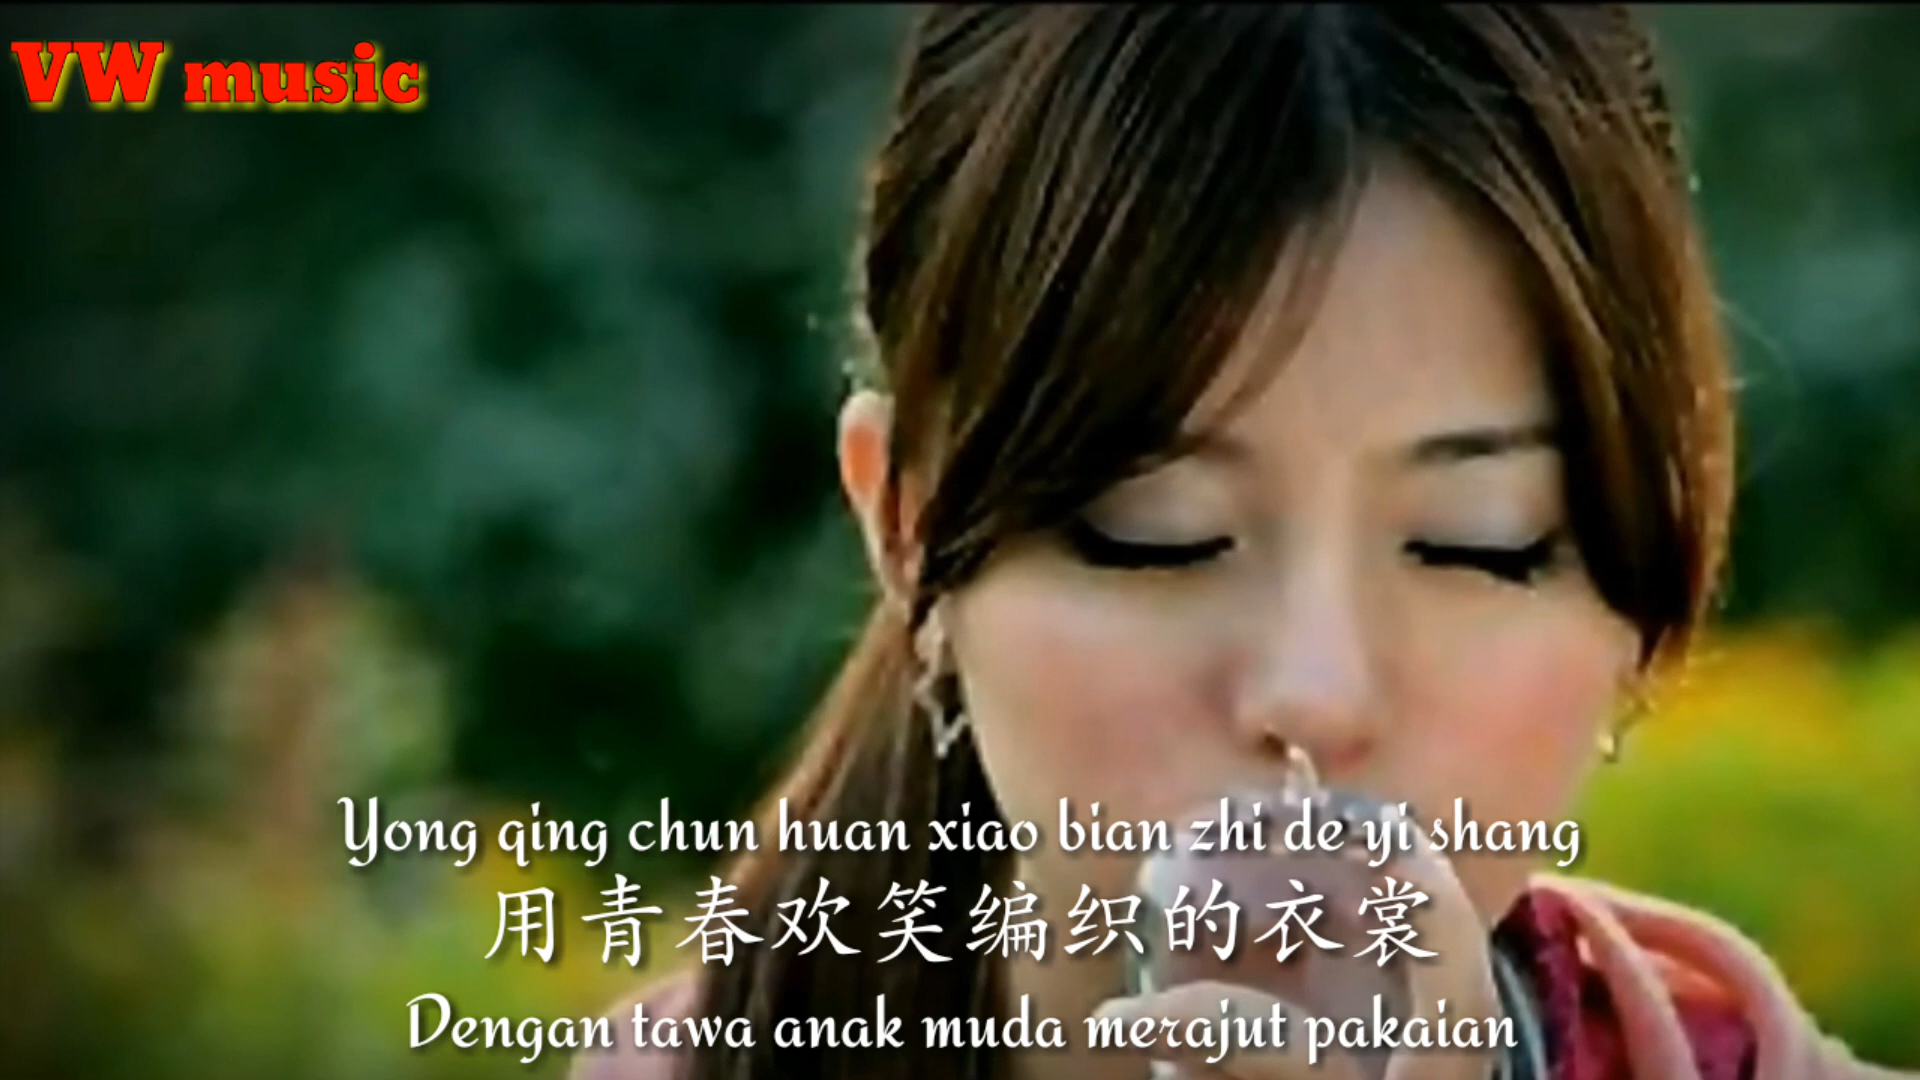 VW music
Yong qing chun huan xiao bian zhi de yi shang
用青春欢笑编织的衣裳
Dengan tawa anak muda merajut pakaian